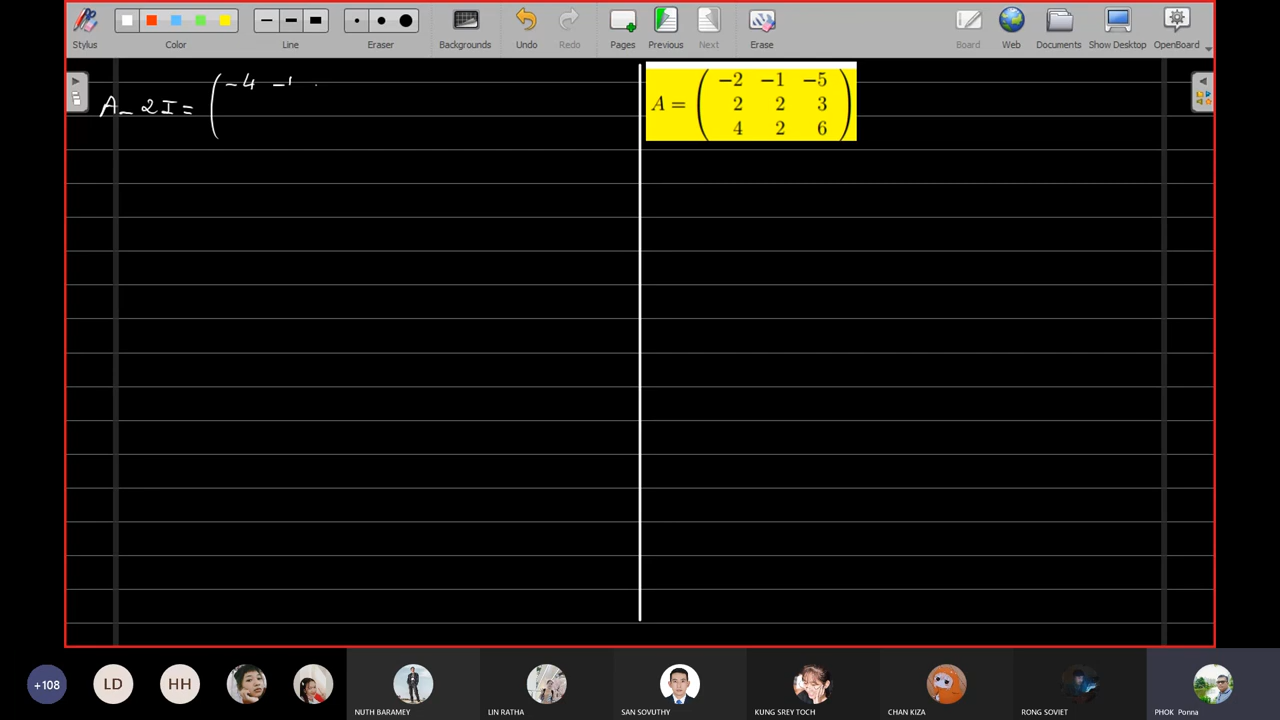 Stylus
Color
Line
Eraser
Backgrounds
Undo
Redo
Pages
Previous
Next
Erase
Board
Web
Documents
Show Desktop
OpenBoard
A - 2I = ( -4 -1
A = ( −2 −1 −5
2 2 3
4 2 6 )
+108
LD
HH
NUTH BARAMEY
LIN RATHA
SAN SOVUTHY
KUNG SREY TOCH
CHAN KIZA
RONG SOVIET
PHOK Ponna